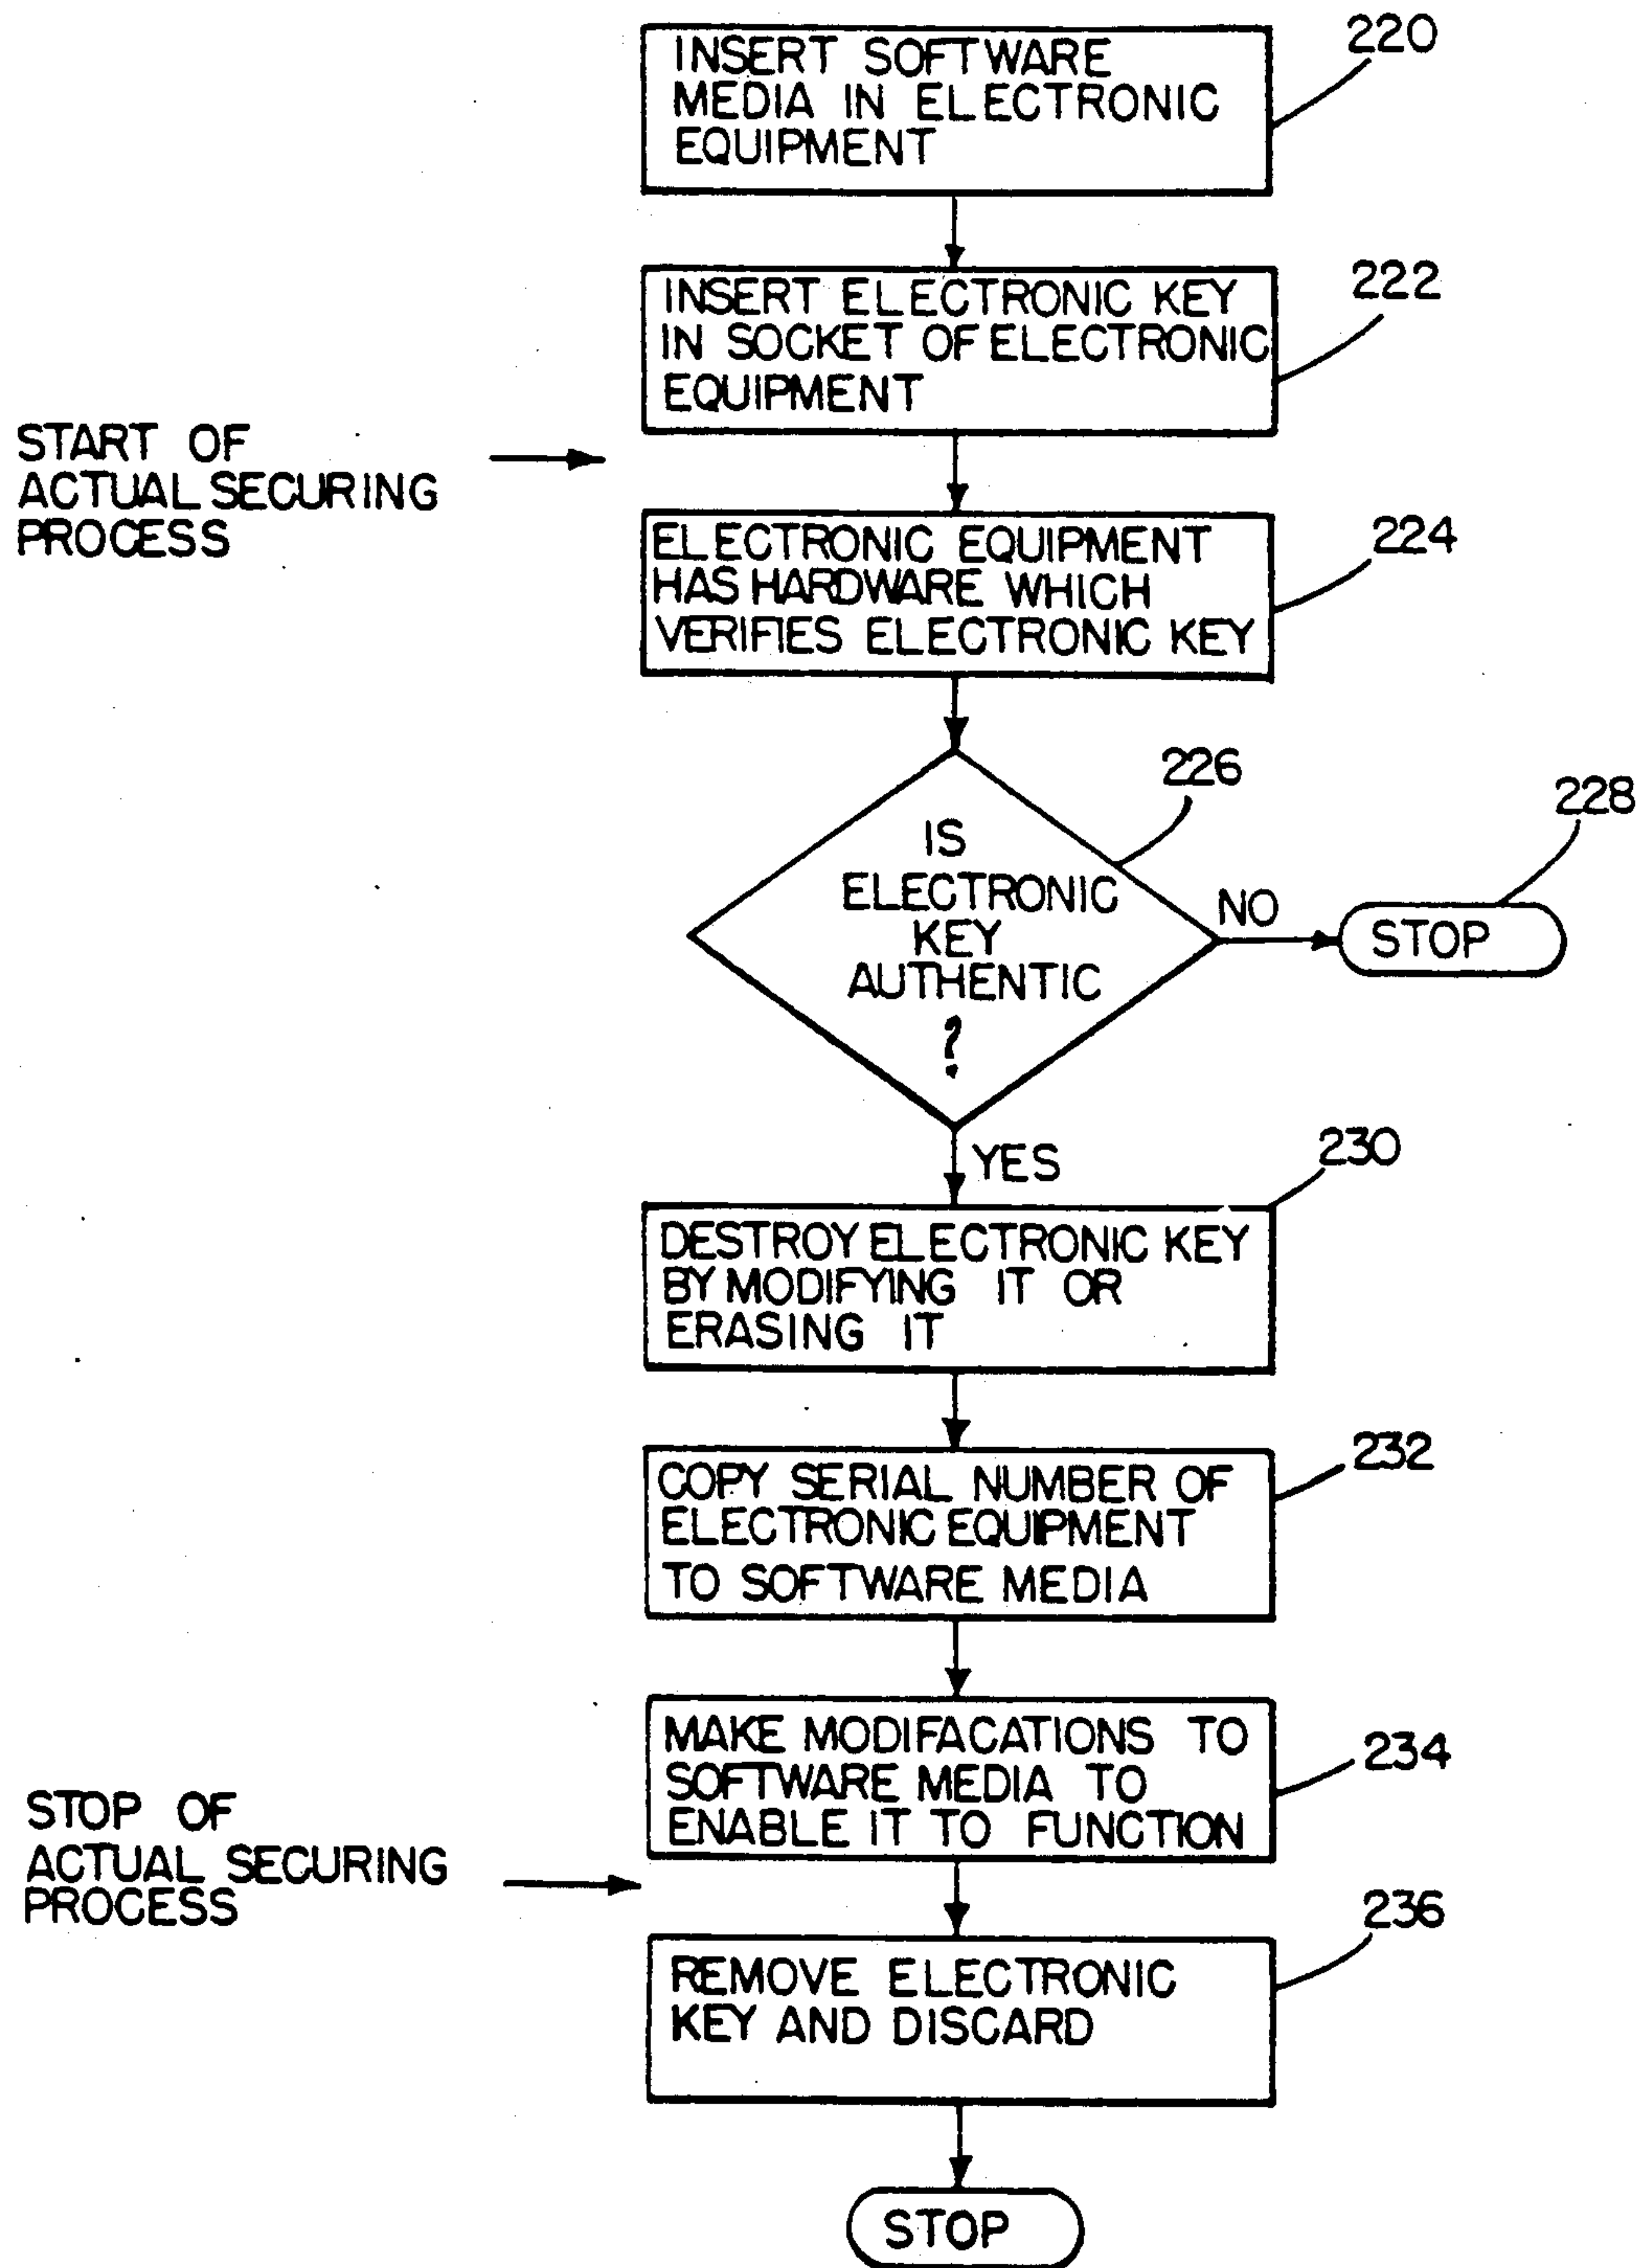 INSERT SOFTWARE
MEDIA IN ELECTRONIC
EQUIPMENT
220
INSERT ELECTRONIC KEY
IN SOCKET OF ELECTRONIC
EQUIPMENT
222
START OF
ACTUAL SECURING
PROCESS
ELECTRONIC EQUIPMENT
HAS HARDWARE WHICH
VERIFIES ELECTRONIC KEY
224
IS
ELECTRONIC
KEY
AUTHENTIC
?
226
NO
STOP
228
YES
DESTROY ELECTRONIC KEY
BY MODIFYING IT OR
ERASING IT
230
COPY SERIAL NUMBER OF
ELECTRONIC EQUIPMENT
TO SOFTWARE MEDIA
232
MAKE MODIFACATIONS TO
SOFTWARE MEDIA TO
ENABLE IT TO FUNCTION
234
STOP OF
ACTUAL SECURING
PROCESS
REMOVE ELECTRONIC
KEY AND DISCARD
236
STOP